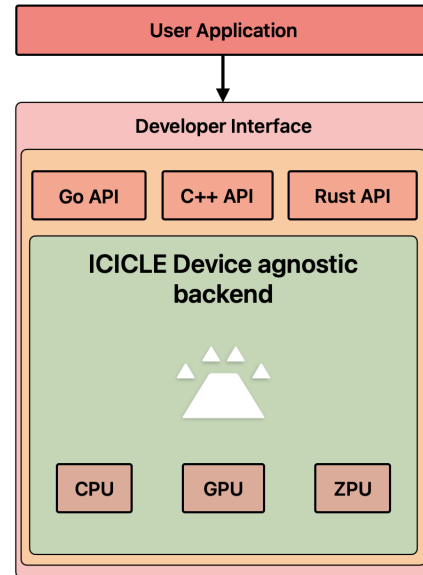 User Application
Developer Interface
Go API
C++ API
Rust API
ICICLE Device agnostic
backend
CPU
GPU
ZPU